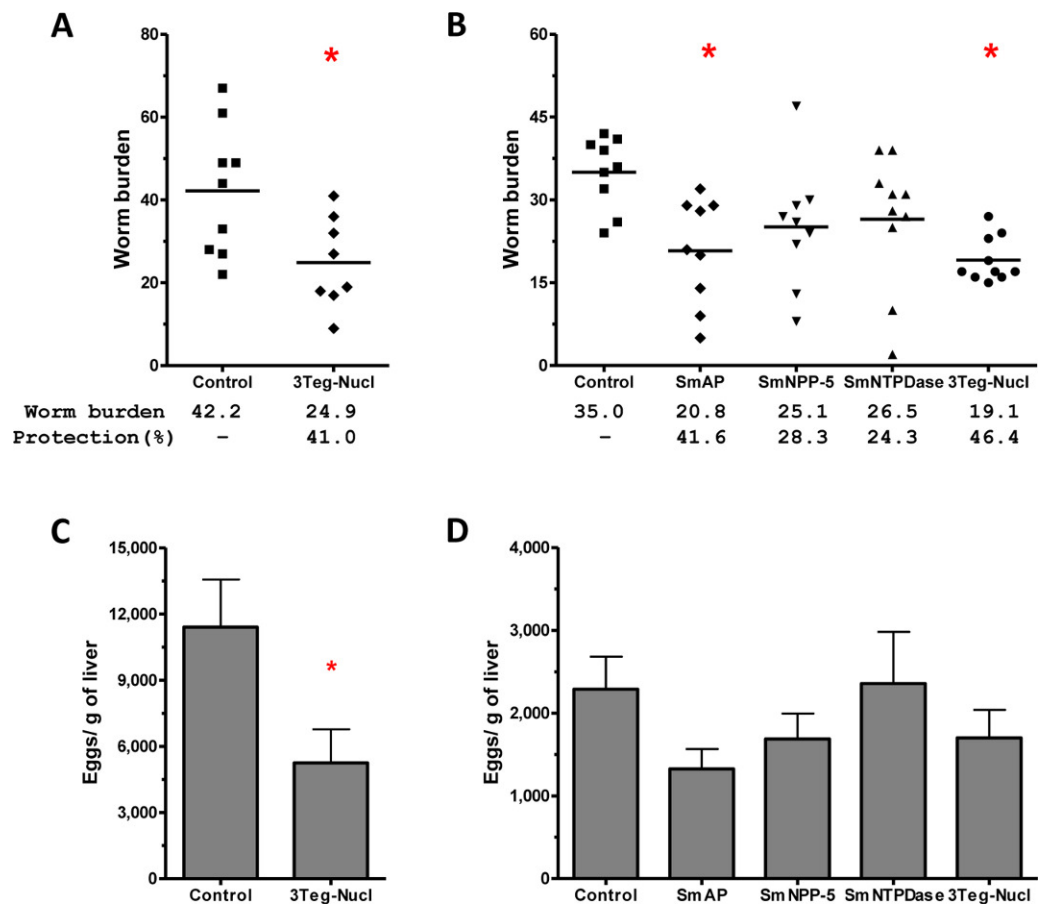 A
*
Worm burden
80
60
40
20
0
Control 3Teg-Nucl
Worm burden 42.2 24.9
Protection(%) – 41.0
B
* *
Worm burden
60
45
30
15
0
Control SmAP SmNPP-5 SmNTPDase 3Teg-Nucl
35.0 20.8 25.1 26.5 19.1
– 41.6 28.3 24.3 46.4
C
*
Eggs/ g of liver
15,000
12,000
9,000
6,000
3,000
0
Control 3Teg-Nucl
D
Eggs/ g of liver
4,000
3,000
2,000
1,000
0
Control SmAP SmNPP-5 SmNTPDase 3Teg-Nucl